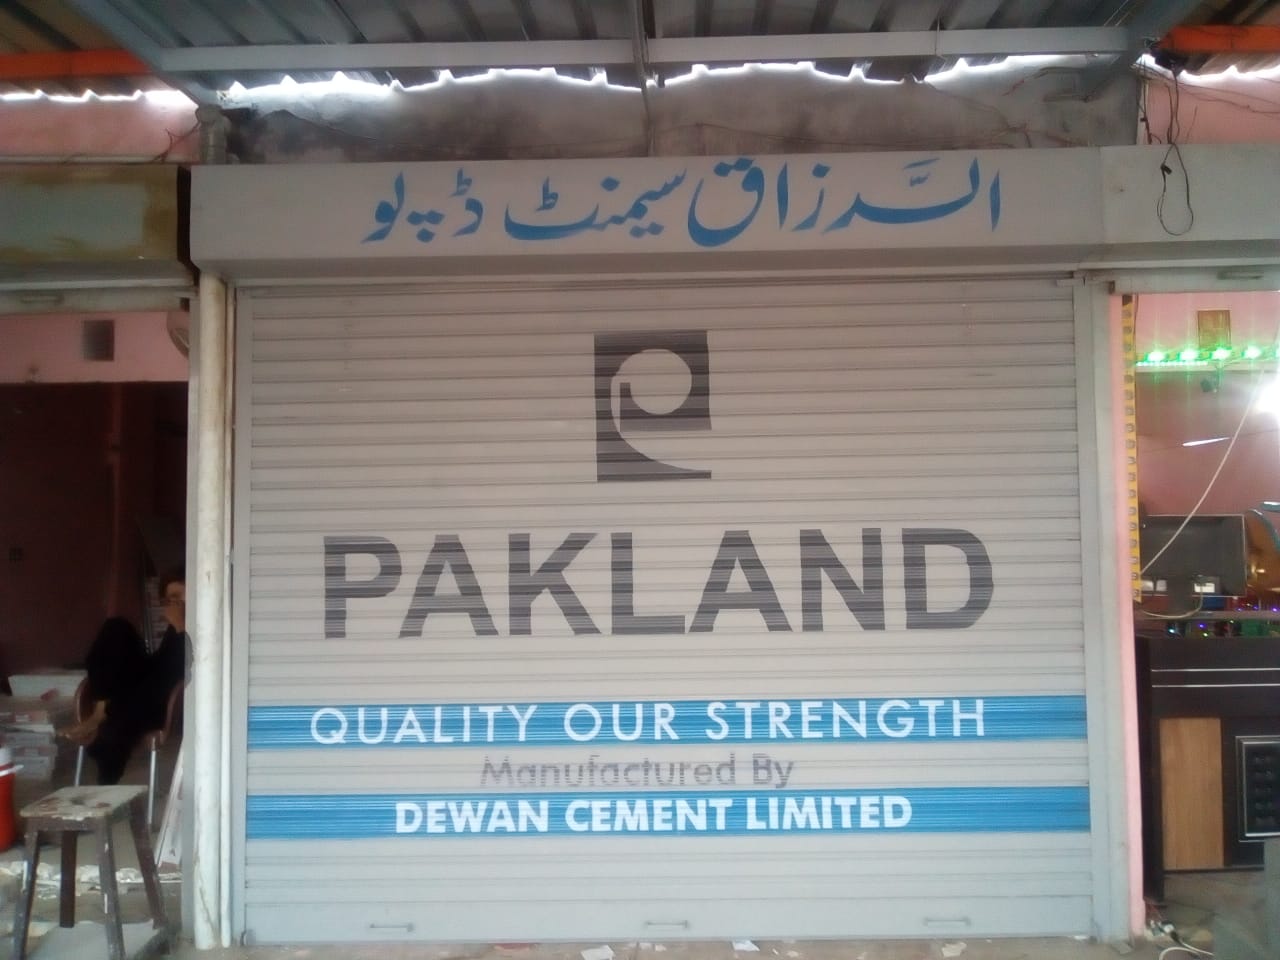 الرزاق سیمنٹ ڈپو
PAKLAND
QUALITY OUR STRENGTH
Manufactured By
DEWAN CEMENT LIMITED